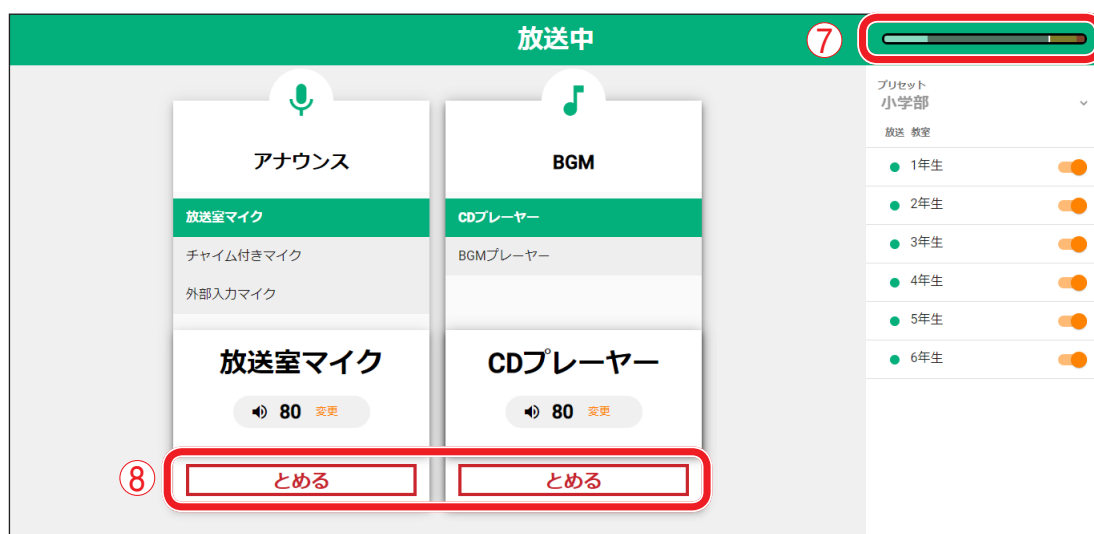 放送中
⑦
プリセット
小学部
放送 教室
1年生
2年生
3年生
4年生
5年生
6年生
アナウンス
放送室マイク
チャイム付きマイク
外部入力マイク
放送室マイク
80 変更
とめる
BGM
CDプレーヤー
BGMプレーヤー
CDプレーヤー
80 変更
とめる
⑧